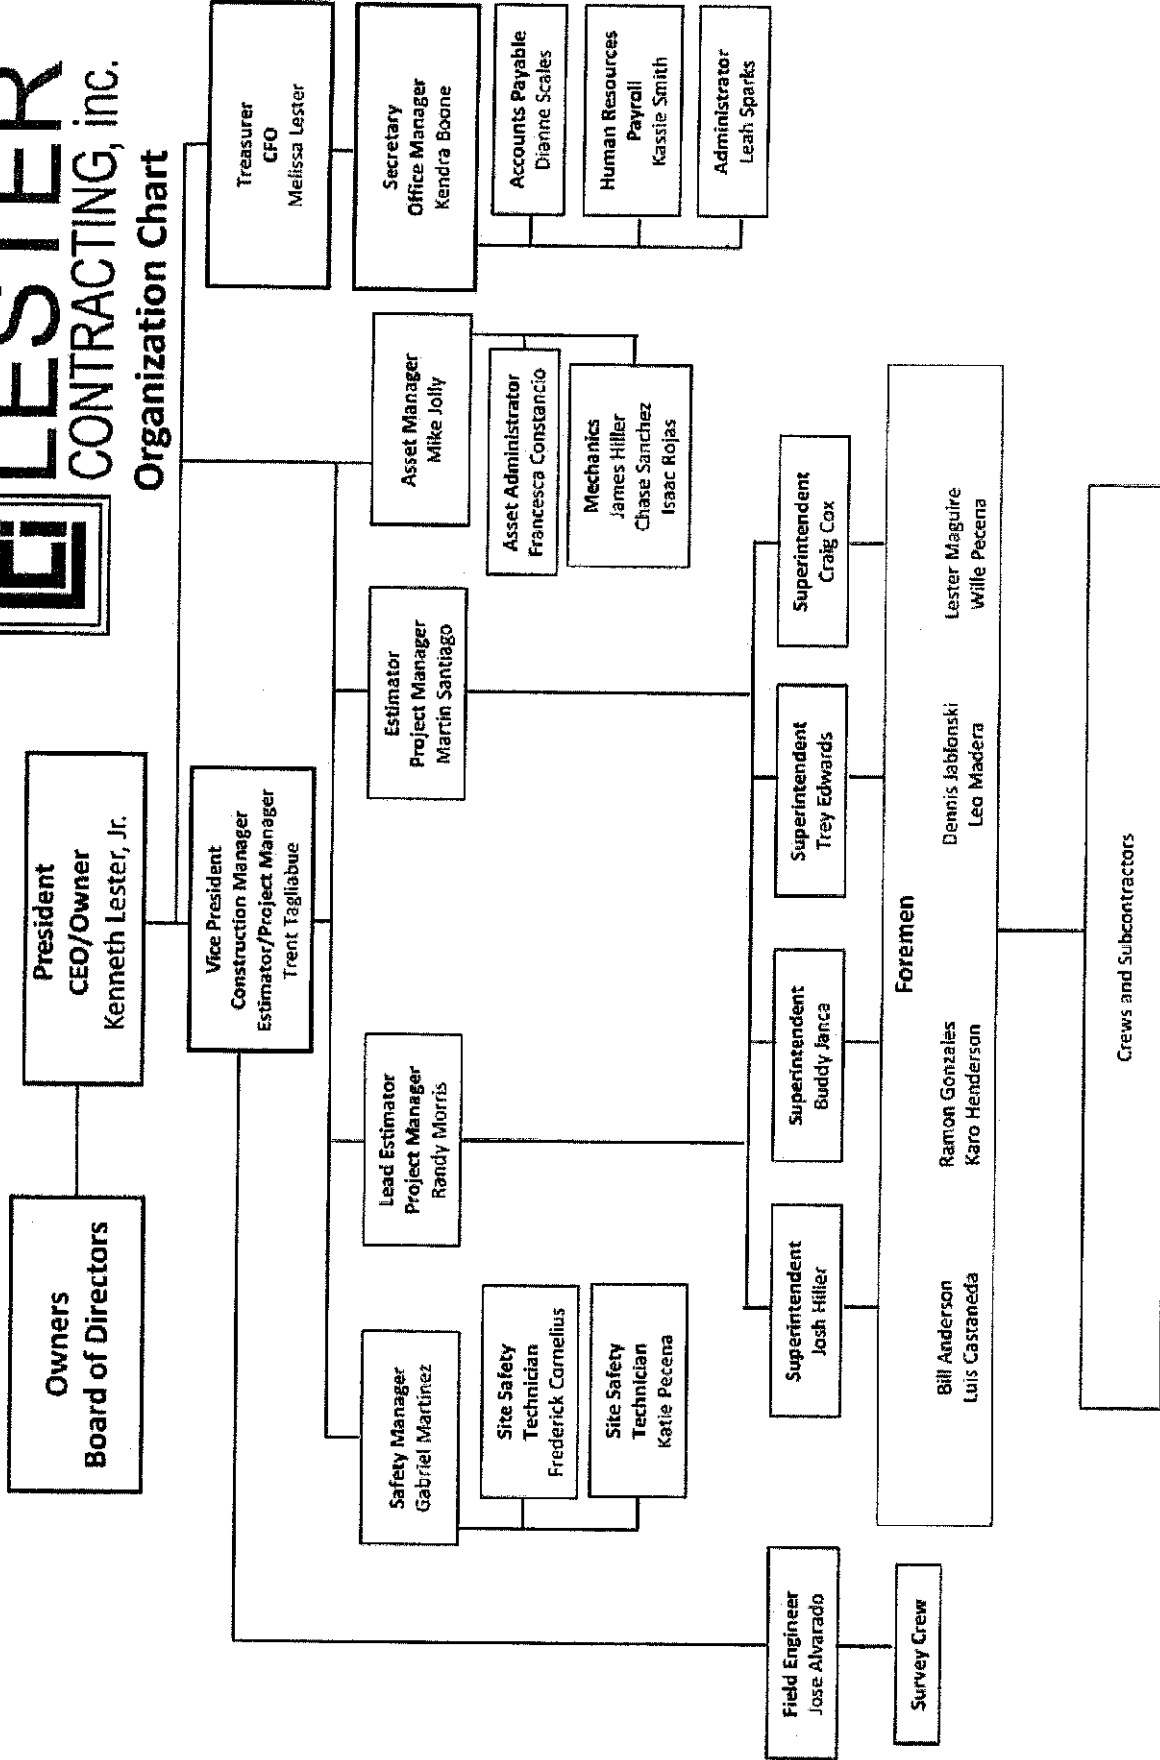 LESTER
CONTRACTING, inc.
Organization Chart
Owners
Board of Directors
President
CEO/Owner
Kenneth Lester, Jr.
Vice President
Construction Manager
Estimator/Project Manager
Trent Tagliabue
Treasurer
CFO
Melissa Lester
Secretary
Office Manager
Kendra Boone
Accounts Payable
Dianne Scales
Human Resources
Payroll
Kassie Smith
Administrator
Leah Sparks
Safety Manager
Gabriel Martinez
Site Safety
Technician
Frederick Cornelius
Site Safety
Technician
Katie Pecena
Lead Estimator
Project Manager
Randy Morris
Estimator
Project Manager
Martin Santiago
Asset Manager
Mike Jolly
Asset Administrator
Francesca Constancio
Mechanics
James Hiller
Chase Sanchez
Isaac Rojas
Field Engineer
Jose Alvarado
Survey Crew
Superintendent
Josh Hiller
Superintendent
Buddy Janca
Superintendent
Trey Edwards
Superintendent
Craig Cox
Foremen
Bill Anderson
Luis Castaneda
Ramon Gonzales
Karo Henderson
Dennis Jablonski
Leo Madera
Lester Maguire
Wille Pecena
Crews and Subcontractors